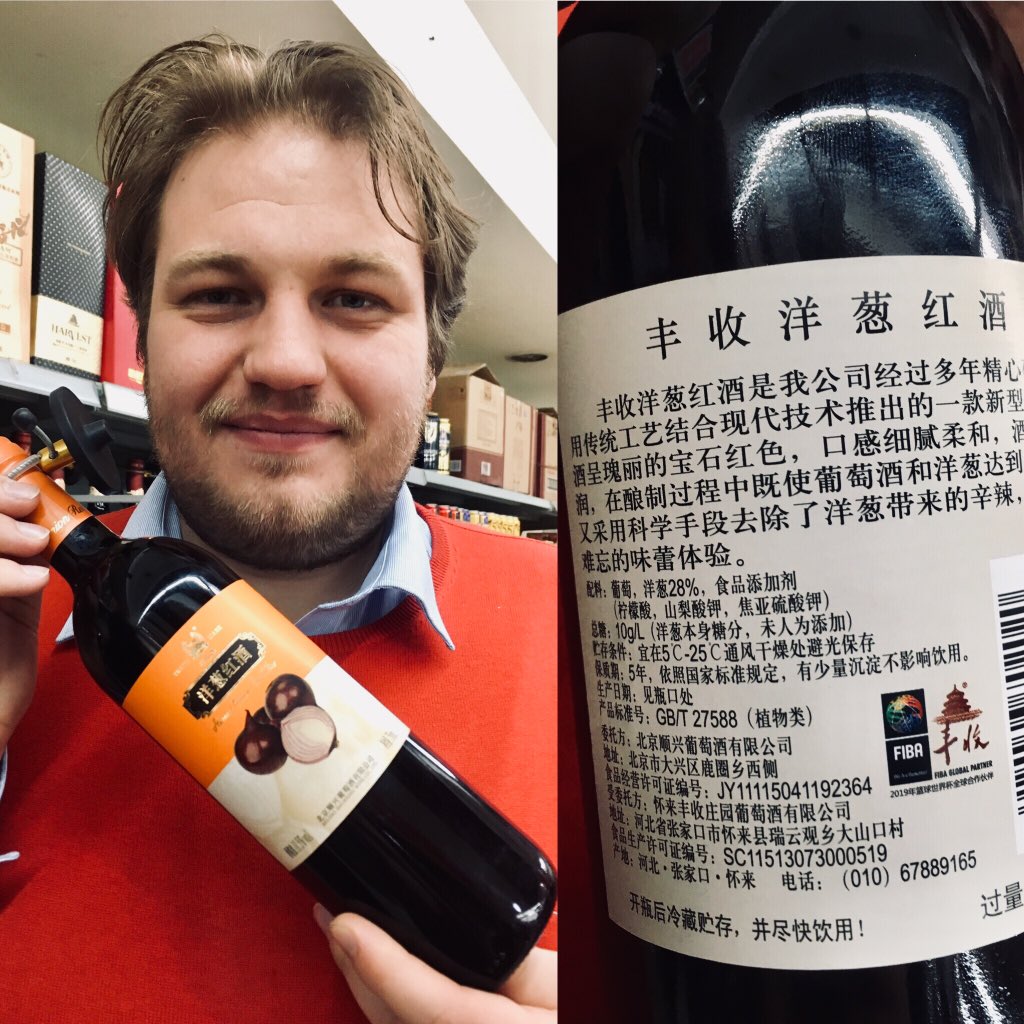 HARVEST
洋葱红酒
丰收洋葱红酒
丰收洋葱红酒是我公司经过多年精心
用传统工艺结合现代技术推出的一款新型
酒呈瑰丽的宝石红色，口感细腻柔和，酒
润，在酿制过程中既使葡萄酒和洋葱达到
又采用科学手段去除了洋葱带来的辛辣，
难忘的味蕾体验。
配料：葡萄，洋葱28%，食品添加剂
（柠檬酸，山梨酸钾，焦亚硫酸钾）
总糖：10g/L（洋葱本身糖分，未人为添加）
贮存条件：宜在5℃-25℃通风干燥处避光保存
保质期：5年，依照国家标准规定，有少量沉淀不影响饮用。
生产日期：见瓶口处
产品标准号：GB/T 27588（植物类）
委托方：北京顺兴葡萄酒有限公司
地址：北京市大兴区鹿圈乡西侧
食品经营许可证编号：JY11115041192364
受委托方：怀来丰收庄园葡萄酒有限公司
地址：河北省张家口市怀来县瑞云观乡大山口村
食品生产许可证编号：SC11513073000519
产地：河北·张家口·怀来 电话：（010）67889165
开瓶后冷藏贮存，并尽快饮用！
过量
FIBA
丰收
FIBA GLOBAL PARTNER
2019年篮球世界杯全球合作伙伴